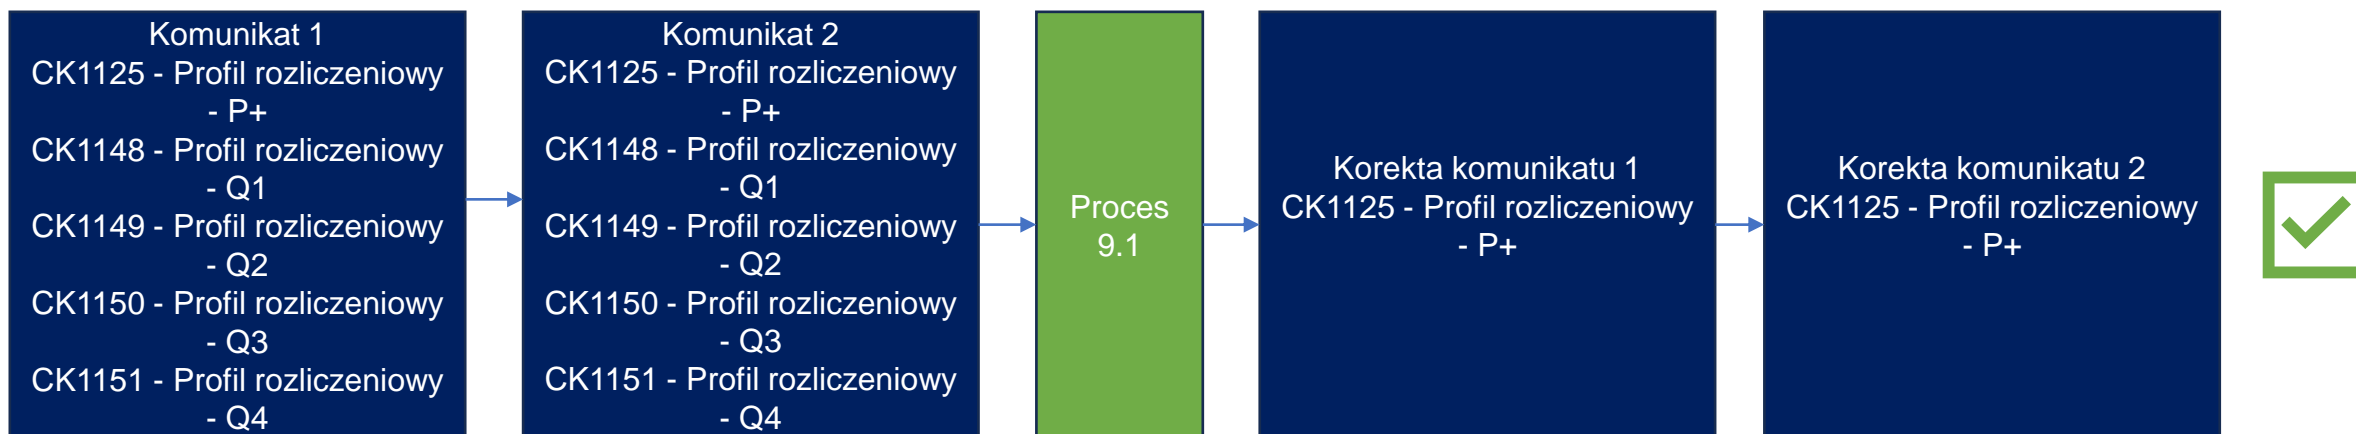 Komunikat 1
CK1125 - Profil rozliczeniowy
- P+
CK1148 - Profil rozliczeniowy
- Q1
CK1149 - Profil rozliczeniowy
- Q2
CK1150 - Profil rozliczeniowy
- Q3
CK1151 - Profil rozliczeniowy
- Q4
Komunikat 2
CK1125 - Profil rozliczeniowy
- P+
CK1148 - Profil rozliczeniowy
- Q1
CK1149 - Profil rozliczeniowy
- Q2
CK1150 - Profil rozliczeniowy
- Q3
CK1151 - Profil rozliczeniowy
- Q4
Proces
9.1
Korekta komunikatu 1
CK1125 - Profil rozliczeniowy
- P+
Korekta komunikatu 2
CK1125 - Profil rozliczeniowy
- P+